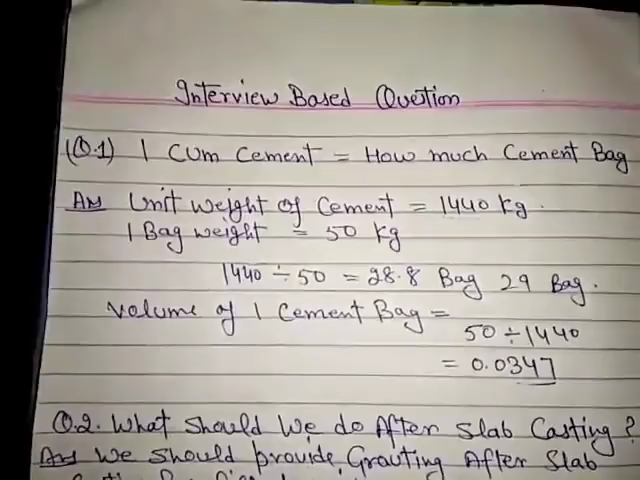 Interview Based Question
(Q.1) 1 Cum Cement = How much Cement Bag
Ans Unit weight of Cement = 1440 kg.
1 Bag weight = 50 kg
1440 ÷ 50 = 28.8 Bag 29 Bag.
Volume of 1 Cement Bag =
50 ÷ 1440
= 0.0347
Q.2. What should We do After Slab Casting ?
Ans We should provide Grouting After Slab